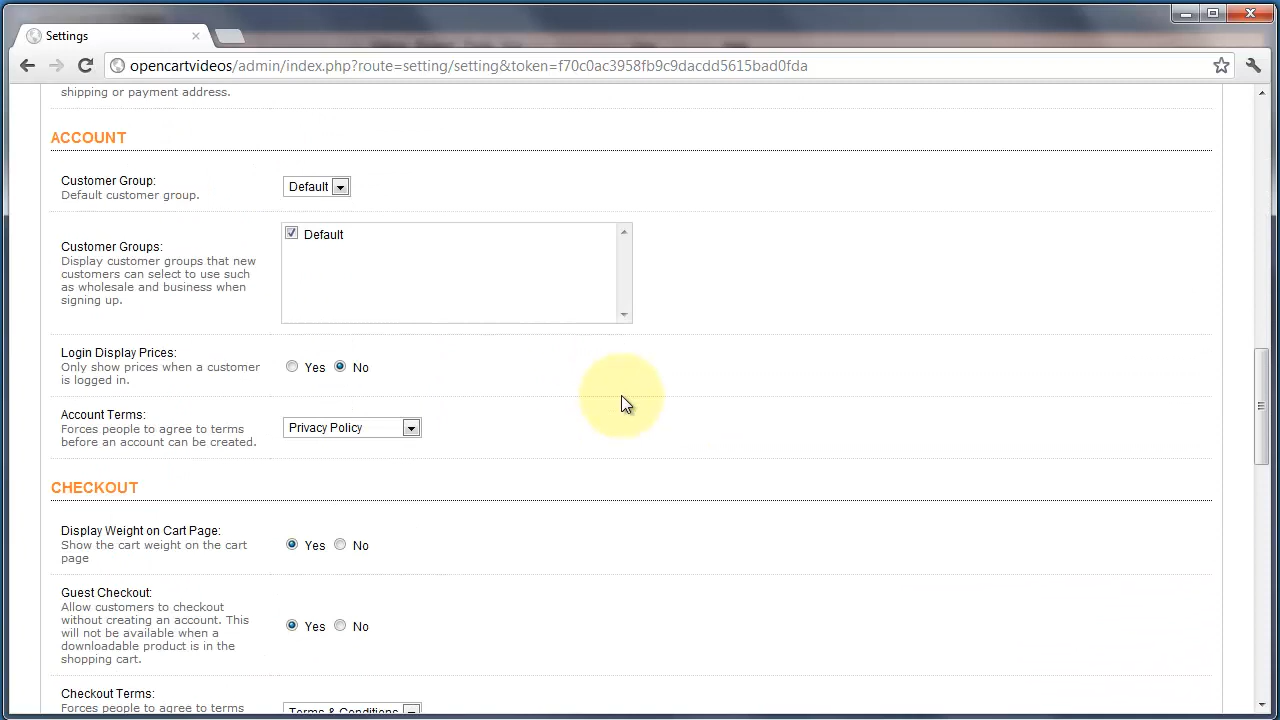 Settings
opencartvideos/admin/index.php?route=setting/setting&token=f70c0ac3958fb9c9dacdd5615bad0fda
shipping or payment address.
ACCOUNT
Customer Group:
Default customer group.
Default
Customer Groups:
Display customer groups that new
customers can select to use such
as wholesale and business when
signing up.
Default
Login Display Prices:
Only show prices when a customer
is logged in.
Yes No
Account Terms:
Forces people to agree to terms
before an account can be created.
Privacy Policy
CHECKOUT
Display Weight on Cart Page:
Show the cart weight on the cart
page
Yes No
Guest Checkout:
Allow customers to checkout
without creating an account. This
will not be available when a
downloadable product is in the
shopping cart.
Yes No
Checkout Terms:
Forces people to agree to terms
Terms & Conditions